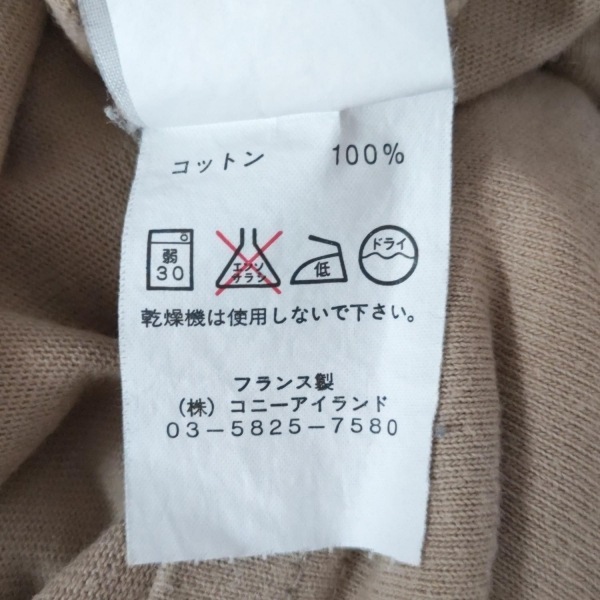 コットン 100%
弱 エンソ 低 ドライ
30 サラシ
乾燥機は使用しないで下さい。
フランス製
（株）コニーアイランド
03－5825－7580